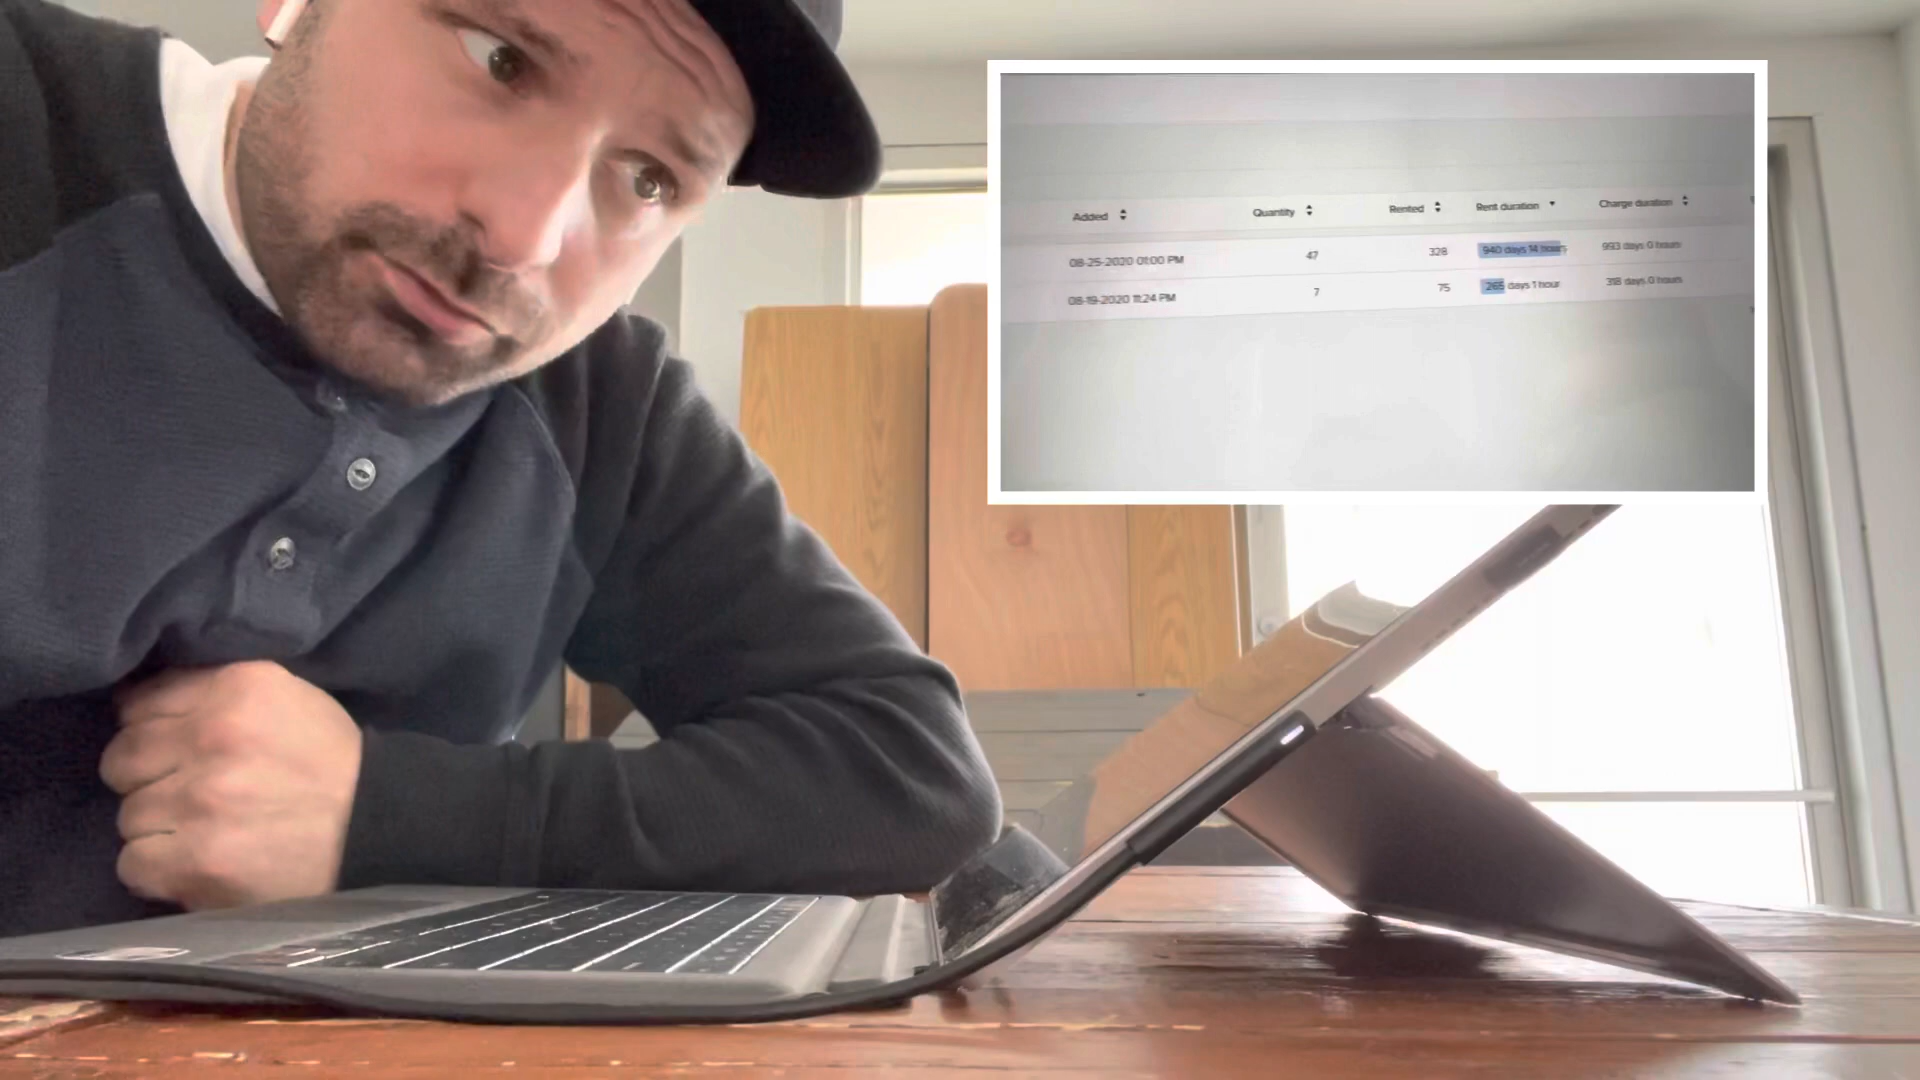 Added Quantity Rented Rent duration Charge duration
08-25-2020 01:00 PM 47 328 940 days 14 hours 993 days 0 hours
08-19-2020 11:24 PM 7 75 265 days 1 hour 318 days 0 hours